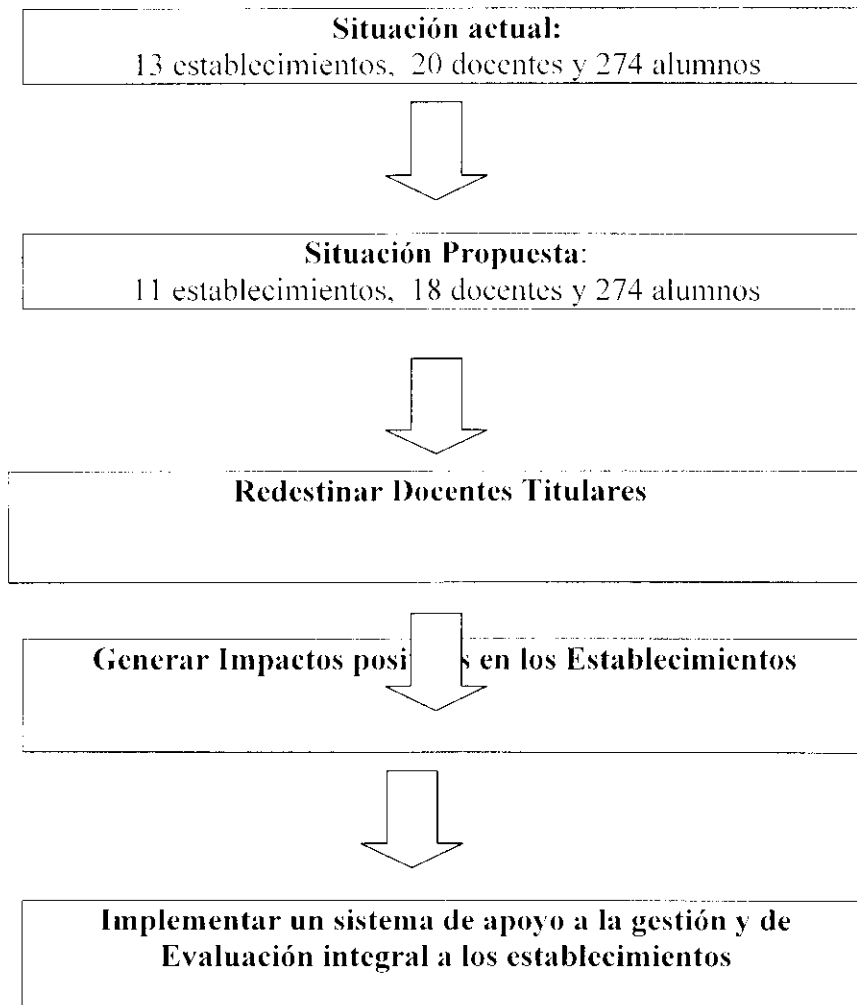 Situación actual:
13 establecimientos, 20 docentes y 274 alumnos
Situación Propuesta:
11 establecimientos, 18 docentes y 274 alumnos
Redestinar Docentes Titulares
Generar Impactos en los Establecimientos
Implementar un sistema de apoyo a la gestión y de
Evaluación integral a los establecimientos